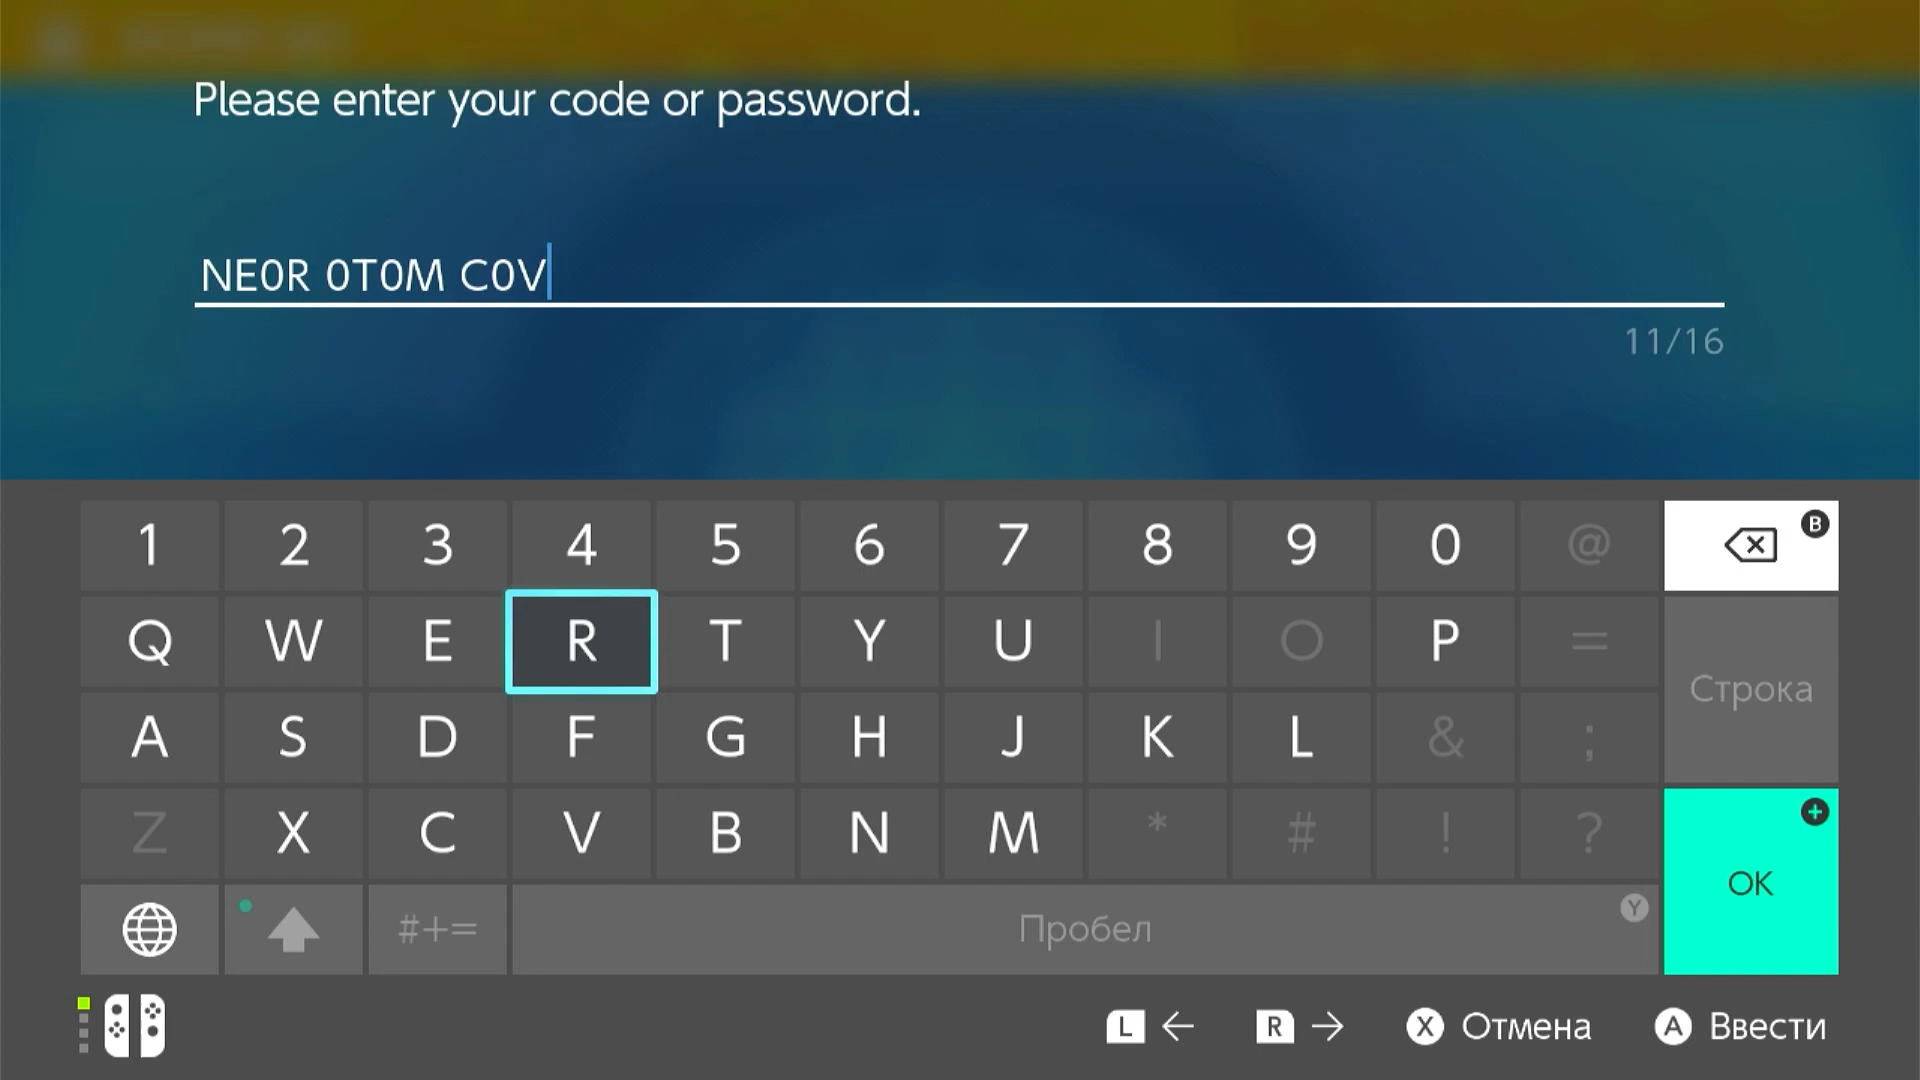 Please enter your code or password.
NE0R 0T0M C0V
11/16
1 2 3 4 5 6 7 8 9 0 @ B
Q W E R T Y U I O P =
Строка
A S D F G H J K L & ;
Z X C V B N M * # ! ? +
OK
#+= Пробел Y
L ← R → X Отмена A Ввести